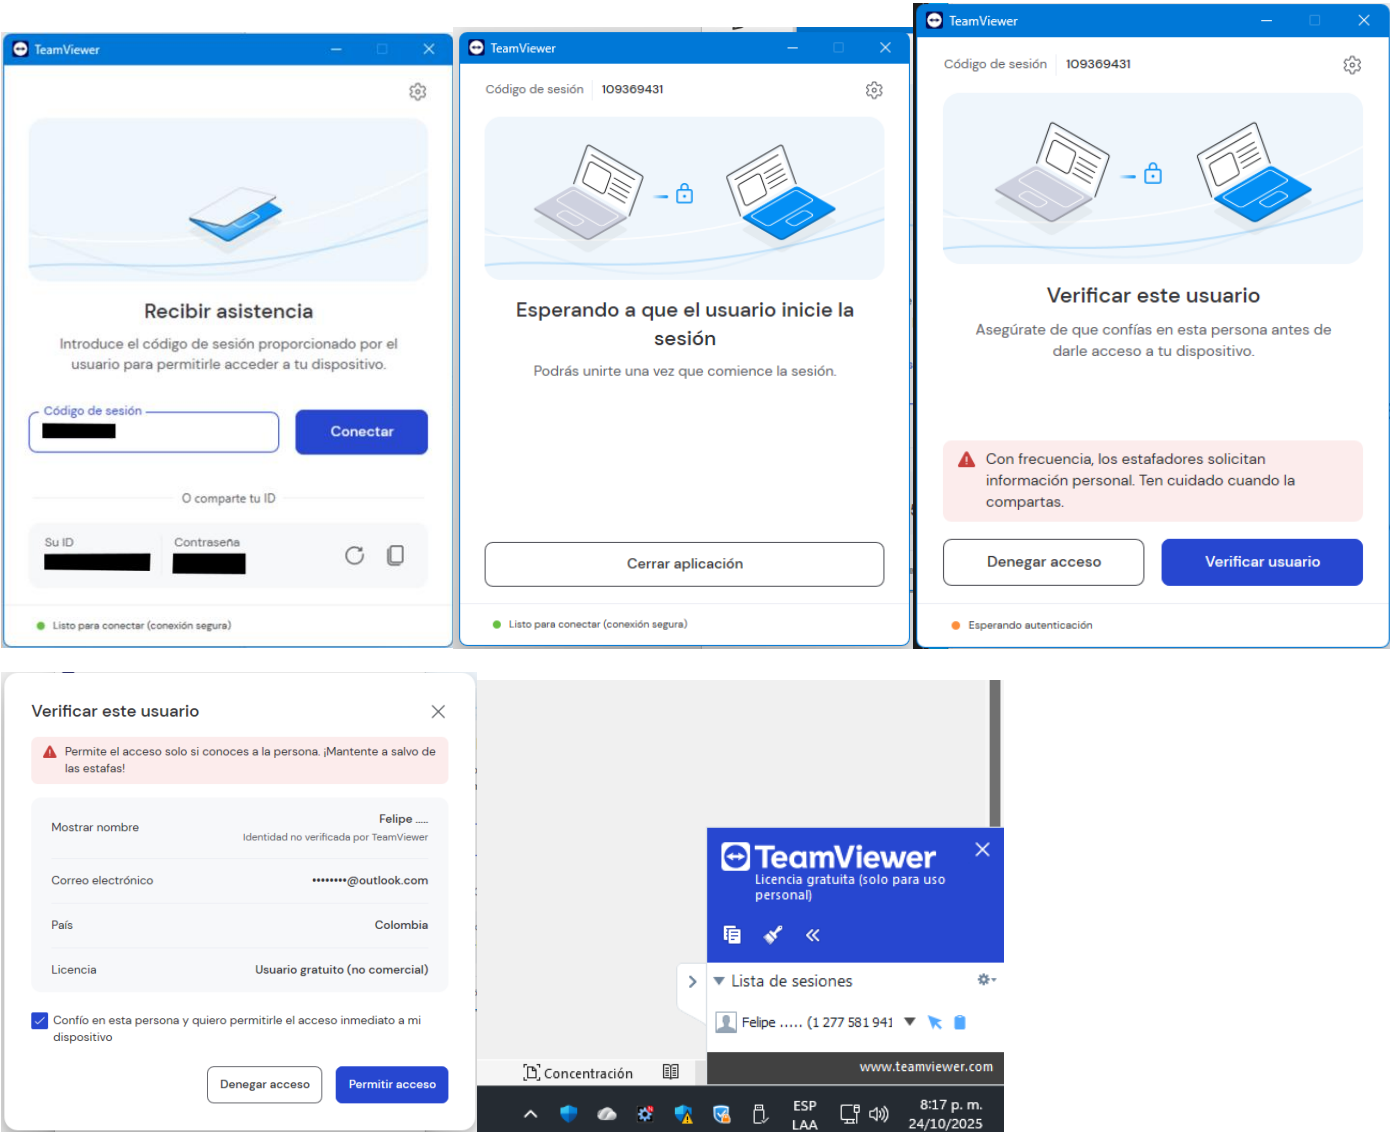 TeamViewer
Recibir asistencia
Introduce el código de sesión proporcionado por el
usuario para permitirle acceder a tu dispositivo.
Código de sesión
Conectar
O comparte tu ID
Su ID
Contraseña
Listo para conectar (conexión segura)
TeamViewer
Código de sesión 109369431
Esperando a que el usuario inicie la
sesión
Podrás unirte una vez que comience la sesión.
Cerrar aplicación
Listo para conectar (conexión segura)
TeamViewer
Código de sesión 109369431
Verificar este usuario
Asegúrate de que confías en esta persona antes de
darle acceso a tu dispositivo.
Con frecuencia, los estafadores solicitan
información personal. Ten cuidado cuando la
compartas.
Denegar acceso
Verificar usuario
Esperando autenticación
Verificar este usuario
Permite el acceso solo si conoces a la persona. ¡Mantente a salvo de
las estafas!
Mostrar nombre
Felipe .....
Identidad no verificada por TeamViewer
Correo electrónico
••••••••@outlook.com
País
Colombia
Licencia
Usuario gratuito (no comercial)
Confío en esta persona y quiero permitirle el acceso inmediato a mi
dispositivo
Denegar acceso
Permitir acceso
TeamViewer
Licencia gratuita (solo para uso
personal)
Lista de sesiones
Felipe ..... (1 277 581 941
www.teamviewer.com
Concentración
ESP
LAA
8:17 p. m.
24/10/2025